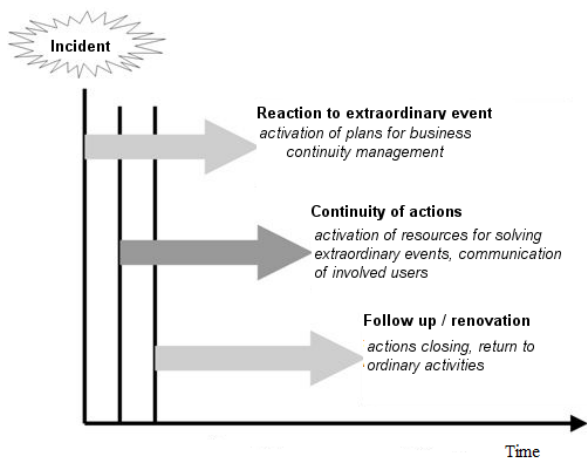 Incident
Reaction to extraordinary event
activation of plans for business
continuity management
Continuity of actions
activation of resources for solving
extraordinary events, communication
of involved users
Follow up / renovation
actions closing, return to
ordinary activities
Time